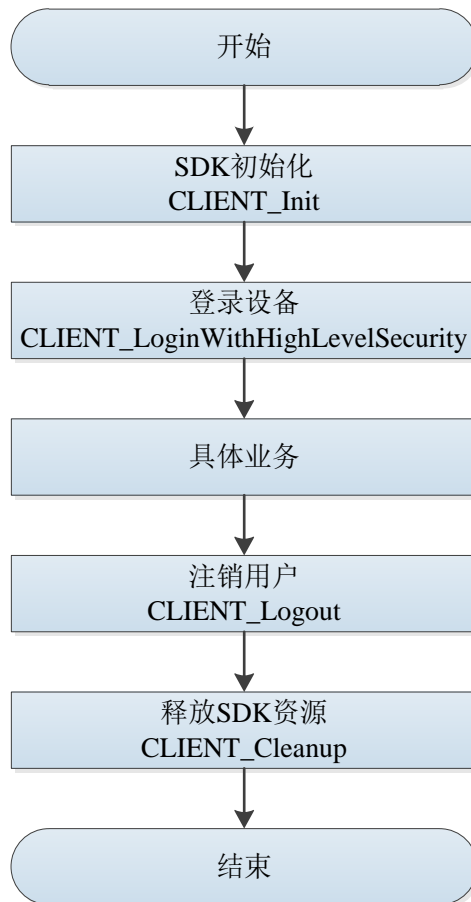 开始
SDK初始化
CLIENT_Init
登录设备
CLIENT_LoginWithHighLevelSecurity
具体业务
注销用户
CLIENT_Logout
释放SDK资源
CLIENT_Cleanup
结束